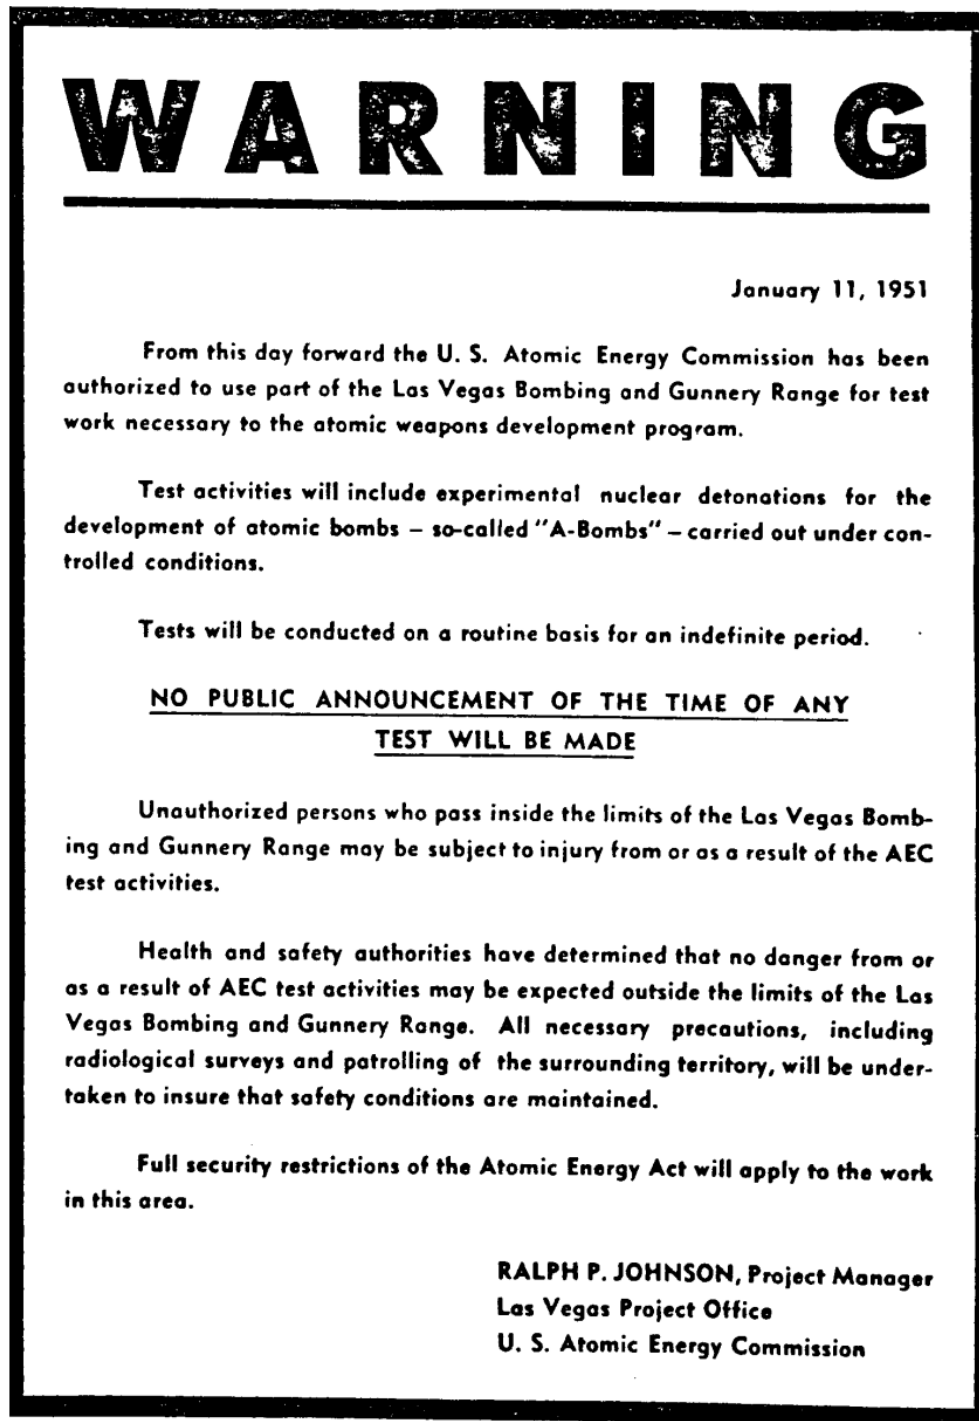 WARNING
January 11, 1951
From this day forward the U. S. Atomic Energy Commission has been
authorized to use part of the Las Vegas Bombing and Gunnery Range for test
work necessary to the atomic weapons development program.
Test activities will include experimental nuclear detonations for the
development of atomic bombs – so-called "A-Bombs" – carried out under con-
trolled conditions.
Tests will be conducted on a routine basis for an indefinite period.
NO PUBLIC ANNOUNCEMENT OF THE TIME OF ANY
TEST WILL BE MADE
Unauthorized persons who pass inside the limits of the Las Vegas Bomb-
ing and Gunnery Range may be subject to injury from or as a result of the AEC
test activities.
Health and safety authorities have determined that no danger from or
as a result of AEC test activities may be expected outside the limits of the Las
Vegas Bombing and Gunnery Range. All necessary precautions, including
radiological surveys and patrolling of the surrounding territory, will be under-
taken to insure that safety conditions are maintained.
Full security restrictions of the Atomic Energy Act will apply to the work
in this area.
RALPH P. JOHNSON, Project Manager
Las Vegas Project Office
U. S. Atomic Energy Commission